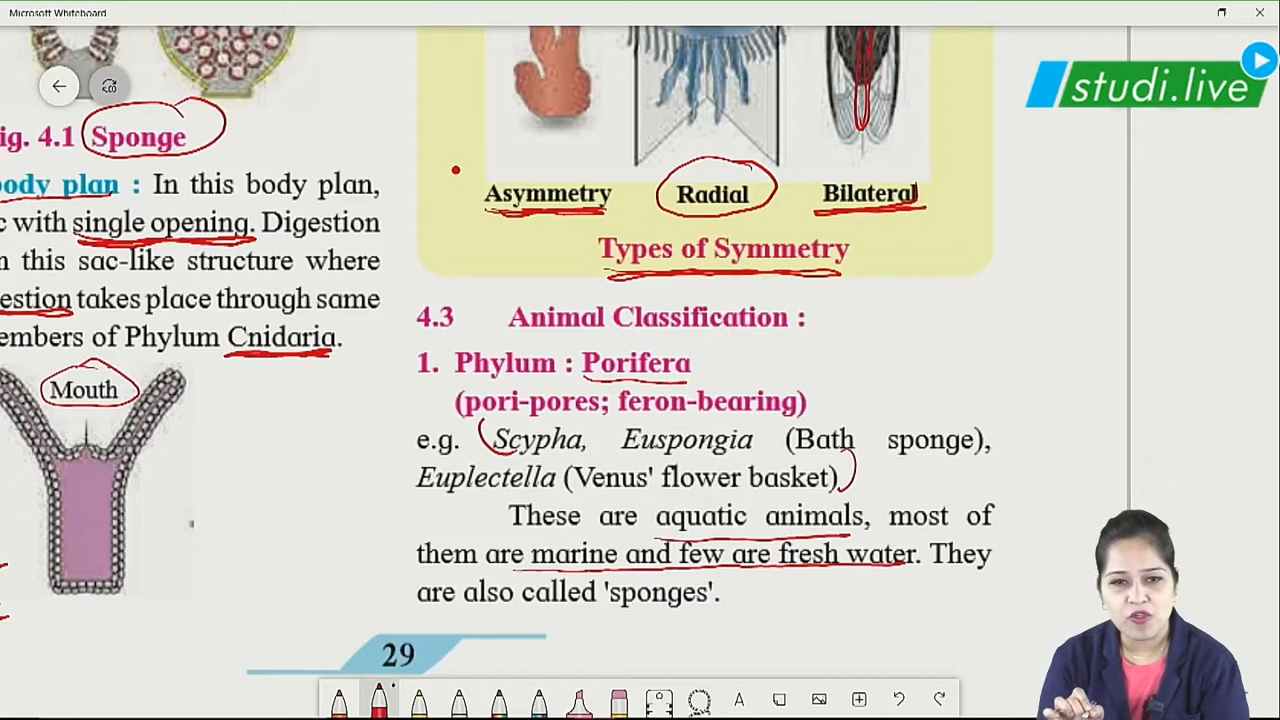 Microsoft Whiteboard
studi.live
ig. 4.1 Sponge
ody plan : In this body plan,
c with single opening. Digestion
n this sac-like structure where
estion takes place through same
embers of Phylum Cnidaria.
Mouth
Asymmetry Radial Bilateral
Types of Symmetry
4.3 Animal Classification :
1. Phylum : Porifera
(pori-pores; feron-bearing)
e.g. Scypha, Euspongia (Bath sponge),
Euplectella (Venus' flower basket)
These are aquatic animals, most of
them are marine and few are fresh water. They
are also called 'sponges'.
29
A